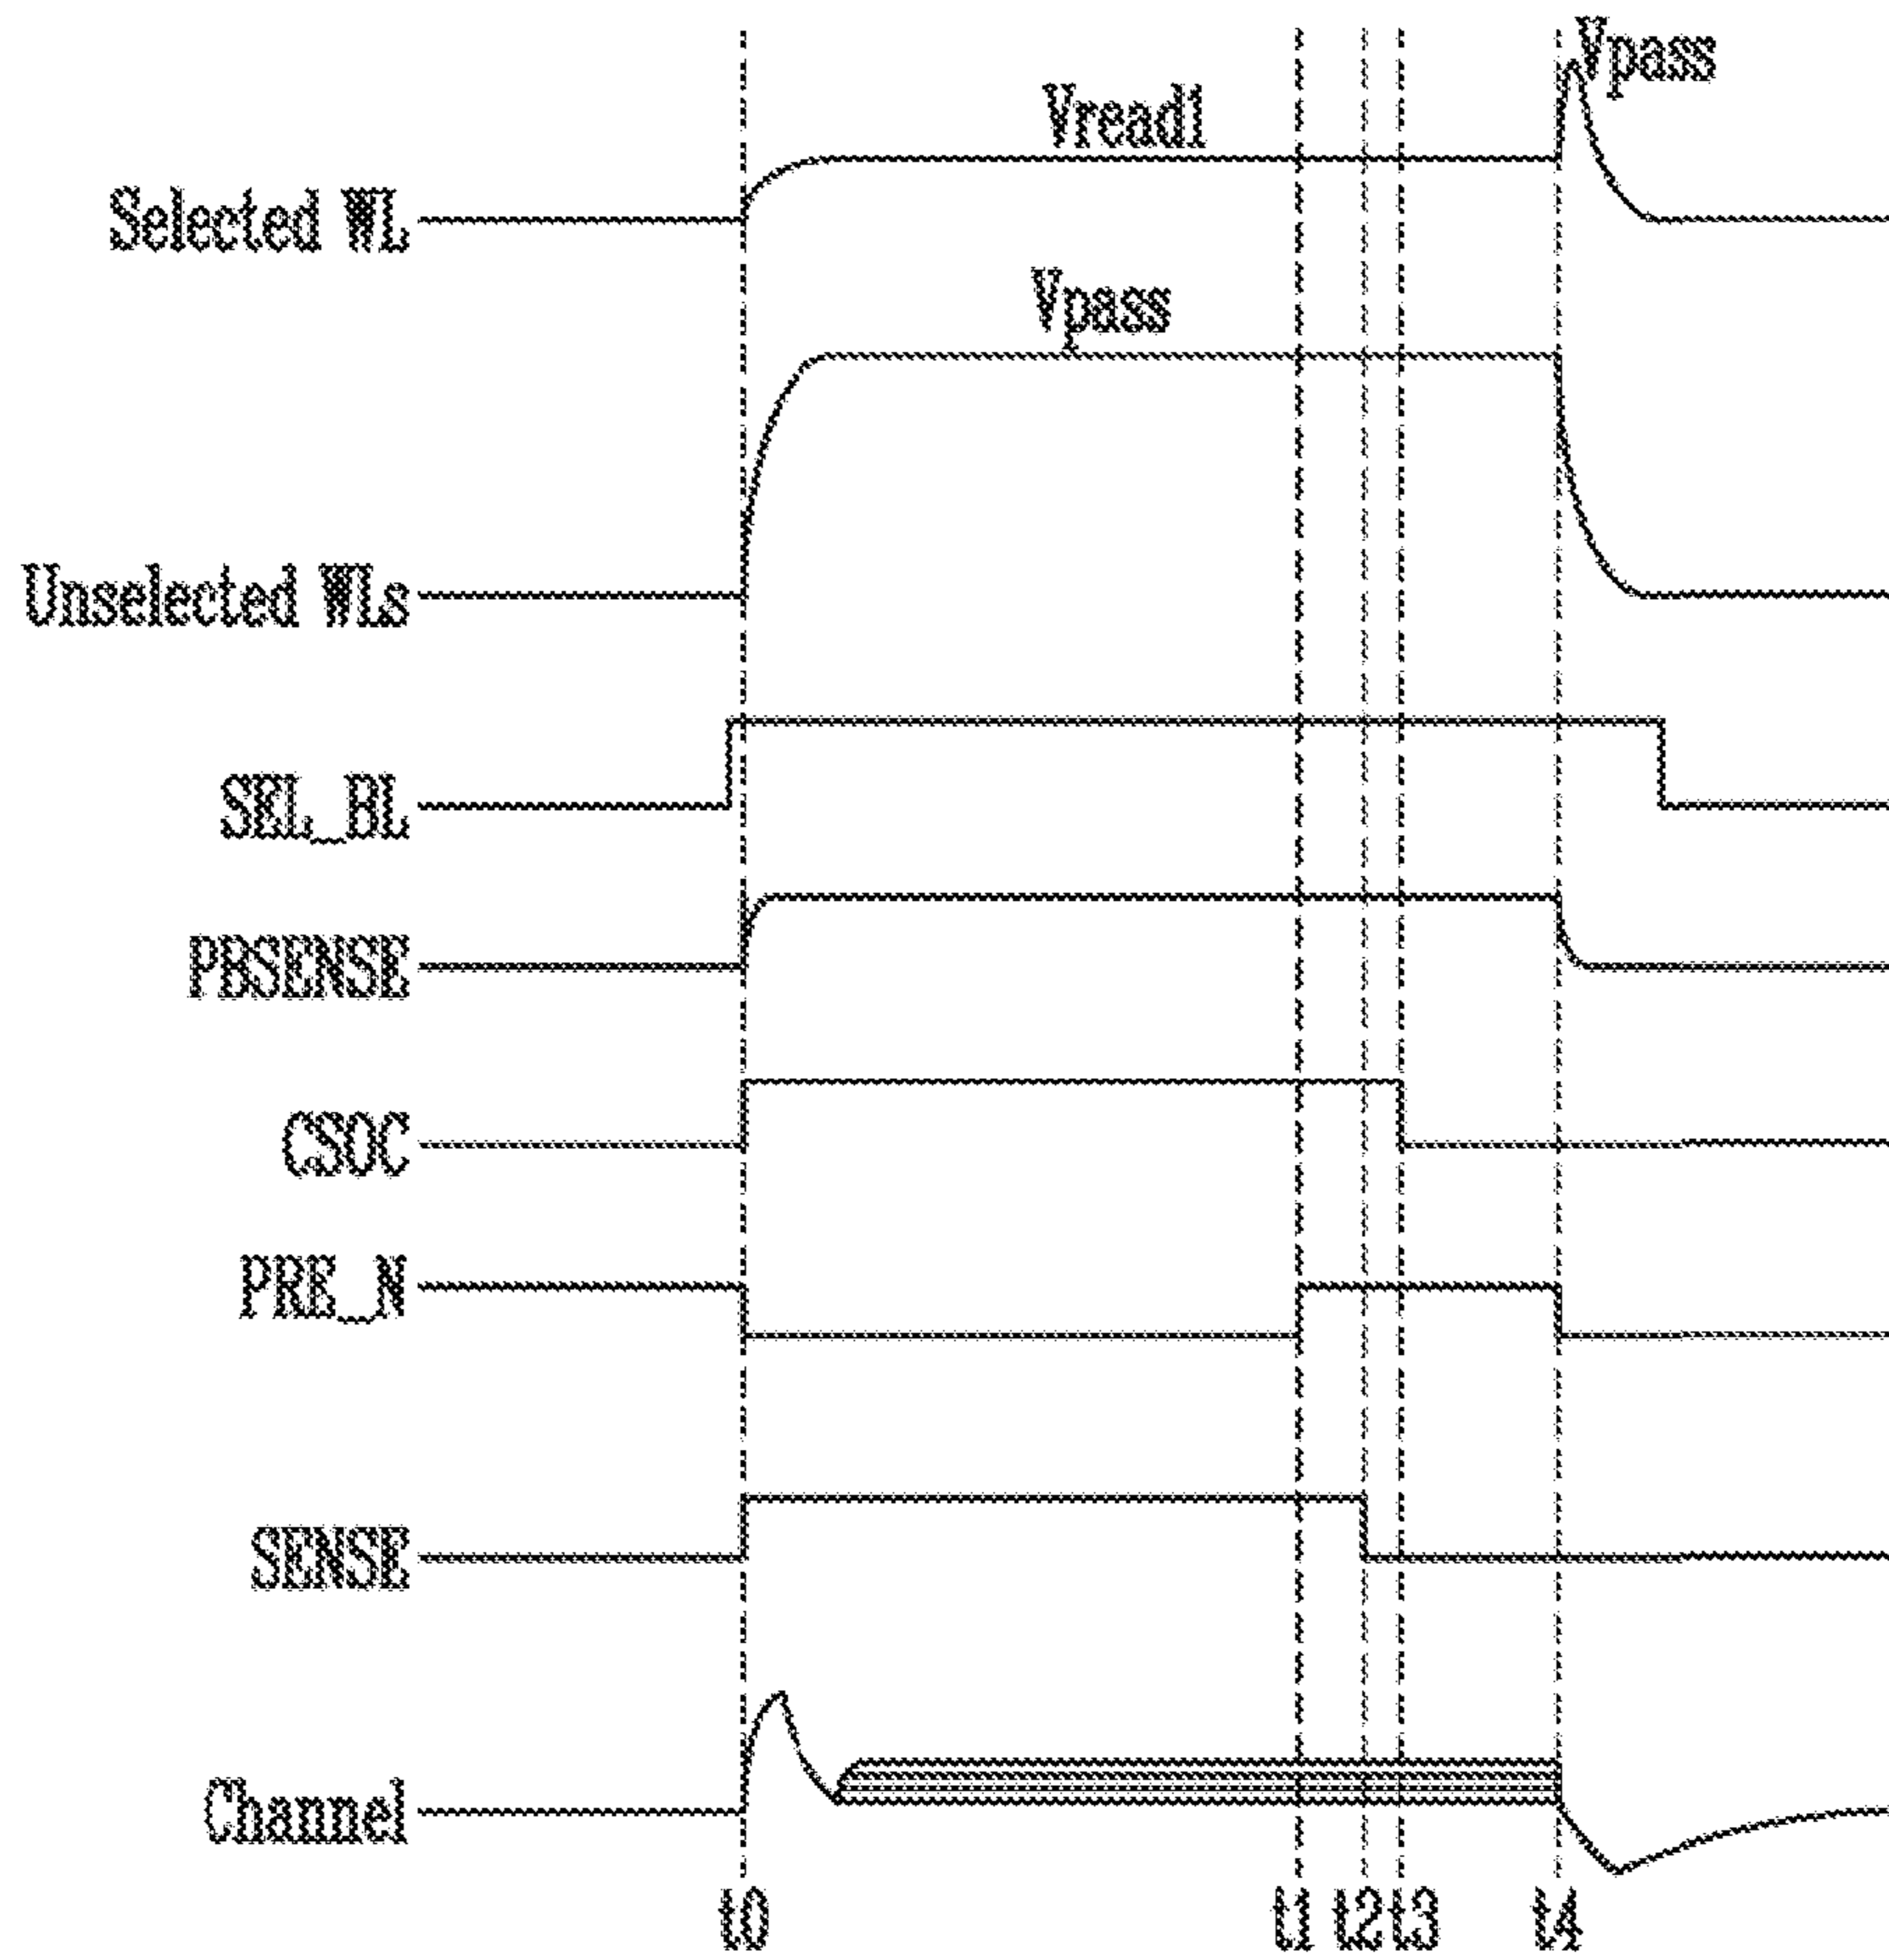 Vpass
Vread1
Selected WL
Vpass
Unselected WLs
SEL_BL
PBSENSE
CSOC
PRE_N
SENSE
Channel
t0 t1 t2 t3 t4